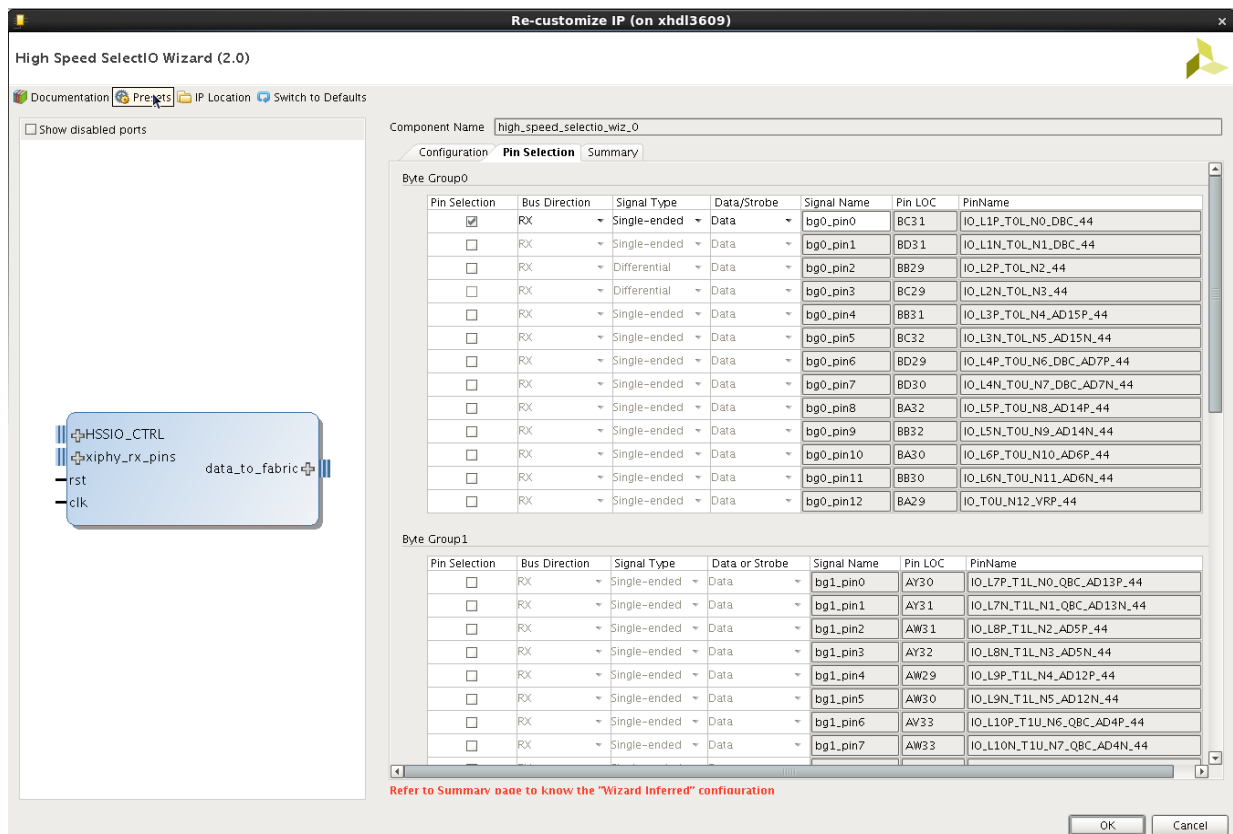 Re-customize IP (on xhdl3609)
High Speed SelectIO Wizard (2.0)
Documentation Presets IP Location Switch to Defaults
Show disabled ports
Component Name high_speed_selectio_wiz_0
Configuration Pin Selection Summary
Byte Group0
Pin Selection Bus Direction Signal Type Data/Strobe Signal Name Pin LOC PinName
RX Single-ended Data bg0_pin0 BC31 IO_L1P_T0L_N0_DBC_44
RX Single-ended Data bg0_pin1 BD31 IO_L1N_T0L_N1_DBC_44
RX Differential Data bg0_pin2 BB29 IO_L2P_T0L_N2_44
RX Differential Data bg0_pin3 BC29 IO_L2N_T0L_N3_44
RX Single-ended Data bg0_pin4 BB31 IO_L3P_T0L_N4_AD15P_44
RX Single-ended Data bg0_pin5 BC32 IO_L3N_T0L_N5_AD15N_44
RX Single-ended Data bg0_pin6 BD29 IO_L4P_T0U_N6_DBC_AD7P_44
RX Single-ended Data bg0_pin7 BD30 IO_L4N_T0U_N7_DBC_AD7N_44
RX Single-ended Data bg0_pin8 BA32 IO_L5P_T0U_N8_AD14P_44
RX Single-ended Data bg0_pin9 BB32 IO_L5N_T0U_N9_AD14N_44
RX Single-ended Data bg0_pin10 BA30 IO_L6P_T0U_N10_AD6P_44
RX Single-ended Data bg0_pin11 BB30 IO_L6N_T0U_N11_AD6N_44
RX Single-ended Data bg0_pin12 BA29 IO_T0U_N12_VRP_44
HSSIO_CTRL
xiphy_rx_pins
data_to_fabric
rst
clk
Byte Group1
Pin Selection Bus Direction Signal Type Data or Strobe Signal Name Pin LOC PinName
RX Single-ended Data bg1_pin0 AY30 IO_L7P_T1L_N0_QBC_AD13P_44
RX Single-ended Data bg1_pin1 AY31 IO_L7N_T1L_N1_QBC_AD13N_44
RX Single-ended Data bg1_pin2 AW31 IO_L8P_T1L_N2_AD5P_44
RX Single-ended Data bg1_pin3 AY32 IO_L8N_T1L_N3_AD5N_44
RX Single-ended Data bg1_pin4 AW29 IO_L9P_T1L_N4_AD12P_44
RX Single-ended Data bg1_pin5 AW30 IO_L9N_T1L_N5_AD12N_44
RX Single-ended Data bg1_pin6 AV33 IO_L10P_T1U_N6_QBC_AD4P_44
RX Single-ended Data bg1_pin7 AW33 IO_L10N_T1U_N7_QBC_AD4N_44
Refer to Summary page to know the "Wizard Inferred" configuration
OK Cancel